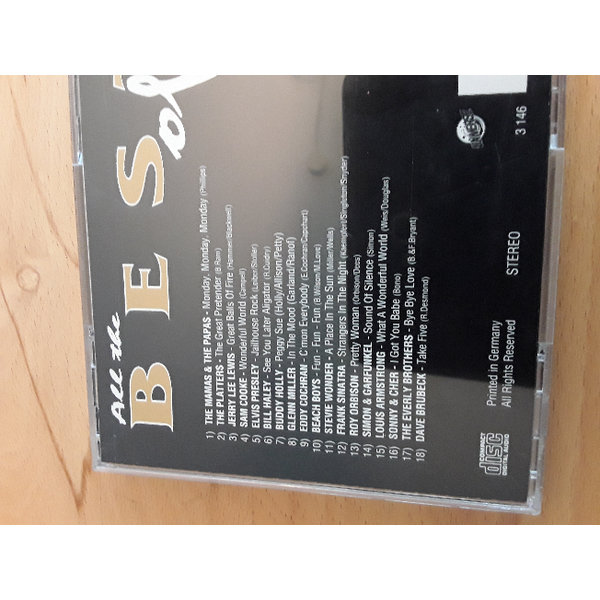 All the
BEST
of
1) THE MAMAS & THE PAPAS - Monday, Monday, Monday (Phillips)
2) THE PLATTERS - The Great Pretender (B.Ram)
3) JERRY LEE LEWIS - Great Balls Of Fire (Hammer/Blackwell)
4) SAM COOKE - Wonderful World (Campell)
5) ELVIS PRESLEY - Jailhouse Rock (Leiber/Stoller)
6) BILL HALEY - See You Later Aligator (R.Guidry)
7) BUDDY HOLLY - Peggy Sue (Holly/Allison/Petty)
8) GLENN MILLER - In The Mood (Garland/Razaf)
9) EDDY COCHRAN - C'mon Everybody (E.Cochran/Capehart)
10) BEACH BOYS - Fun - Fun - Fun (B.Wilson/M.Love)
11) STEVIE WONDER - A Place In The Sun (Miller/Wells)
12) FRANK SINATRA - Strangers In The Night (Kaempfert/Singleton/Snyder)
13) ROY ORBISON - Pretty Woman (Orbison/Dees)
14) SIMON & GARFUNKEL - Sound Of Silence (Simon)
15) LOUIS ARMSTRONG - What A Wonderful World (Weis/Douglas)
16) SONNY & CHER - I Got You Babe (Bono)
17) THE EVERLY BROTHERS - Bye Bye Love (B.&F.Bryant)
18) DAVE BRUBECK - Take Five (R.Desmond)
COMPACT
disc
DIGITAL AUDIO
Printed in Germany
All Rights Reserved
STEREO
3 146